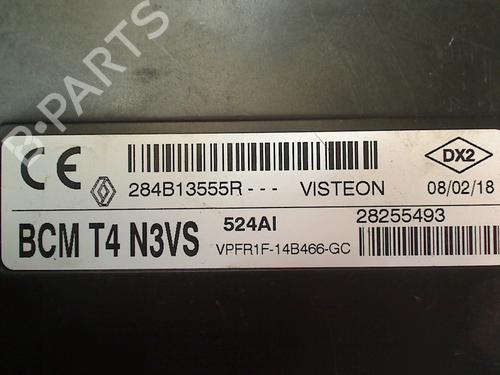 B-PARTS
CE
284B13555R---
VISTEON
DX2
08/02/18
BCM T4 N3VS
524AI
VPFR1F-14B466-GC
28255493